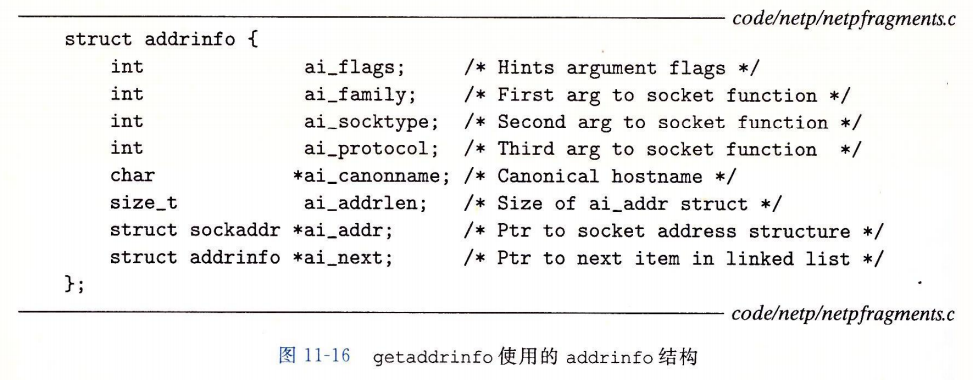 code/netp/netpfragments.c
struct addrinfo {
    int              ai_flags;     /* Hints argument flags */
    int              ai_family;    /* First arg to socket function */
    int              ai_socktype;  /* Second arg to socket function */
    int              ai_protocol;  /* Third arg to socket function  */
    char            *ai_canonname; /* Canonical hostname */
    size_t           ai_addrlen;   /* Size of ai_addr struct */
    struct sockaddr *ai_addr;      /* Ptr to socket address structure */
    struct addrinfo *ai_next;      /* Ptr to next item in linked list */
};
code/netp/netpfragments.c
图 11-16 getaddrinfo 使用的 addrinfo 结构